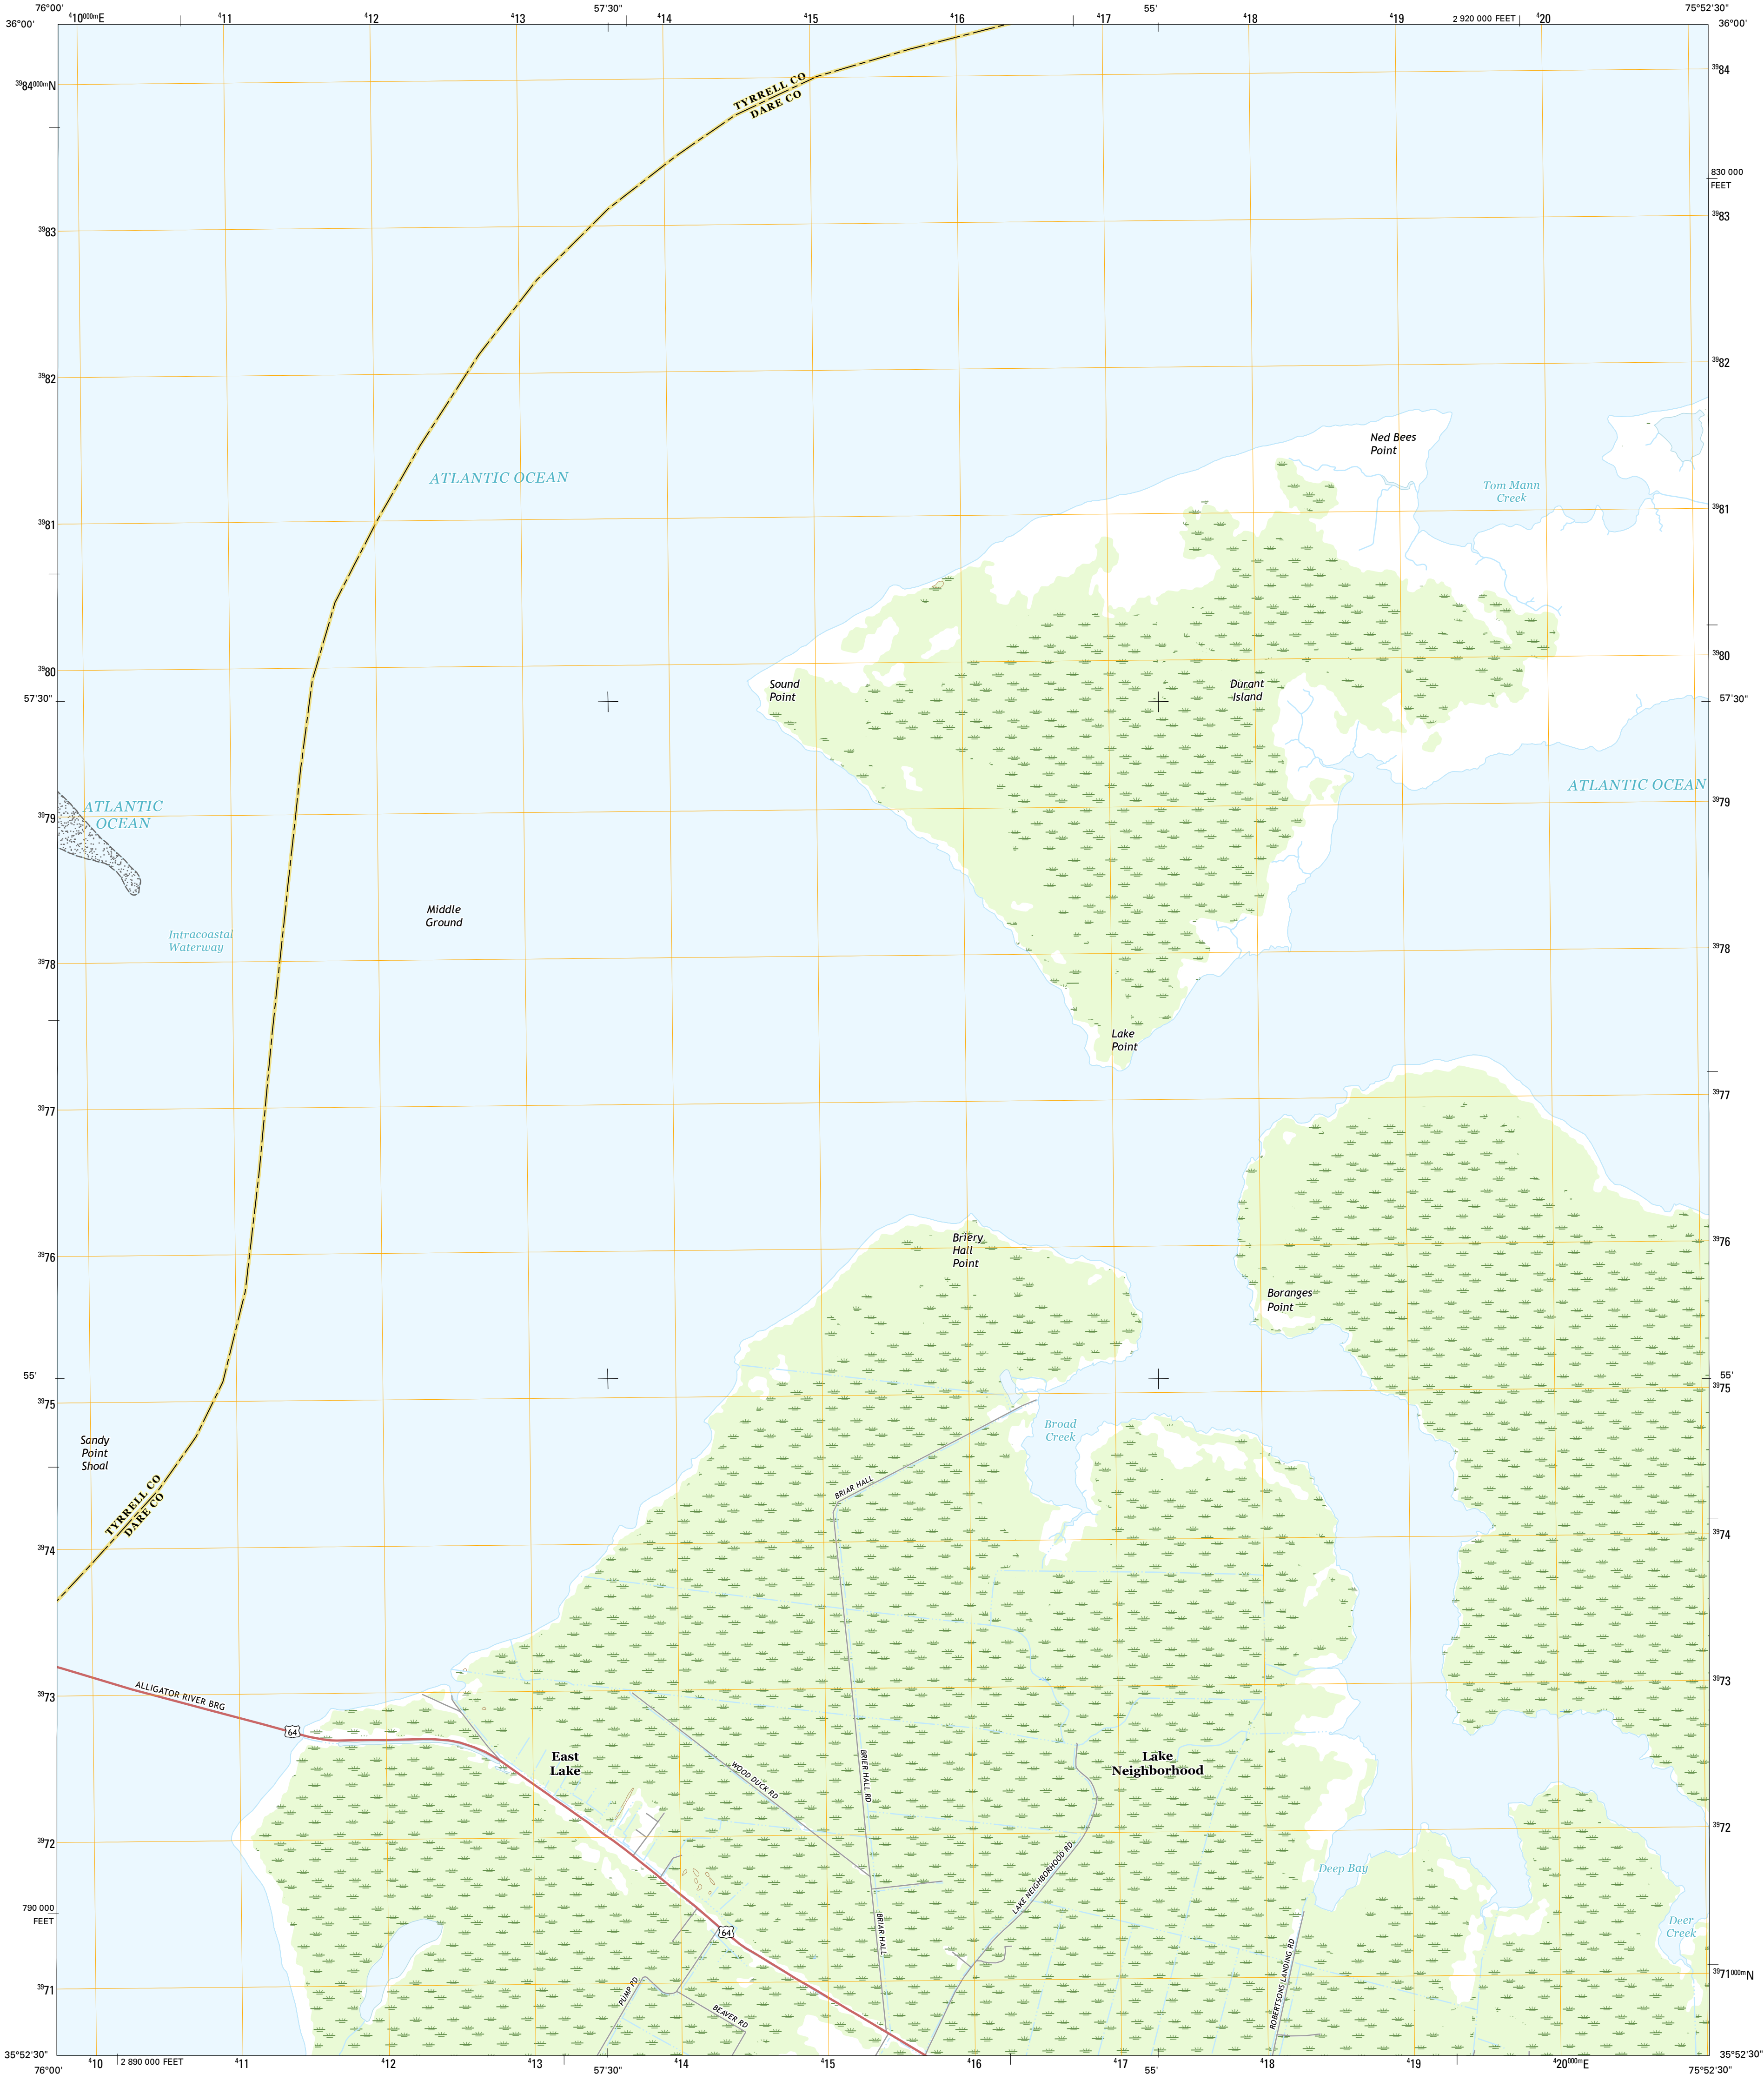 76°00'
⁴10⁰⁰⁰ᵐE
⁴11
⁴12
⁴13
57'30"
⁴14
⁴15
⁴16
⁴17
55'
⁴18
⁴19
2 920 000 FEET
⁴20
75°52'30"
36°00'
36°00'
³⁹84⁰⁰⁰ᵐN
³⁹84
TYRRELL CO
DARE CO
830 000
FEET
³⁹83
³⁹83
³⁹82
³⁹82
Ned Bees
Point
ATLANTIC OCEAN
Tom Mann
Creek
³⁹81
³⁹81
³⁹80
³⁹80
Sound
Point
Durant
Island
57'30"
57'30"
ATLANTIC OCEAN
ATLANTIC
OCEAN
³⁹79
³⁹79
Middle
Ground
Intracoastal
Waterway
³⁹78
³⁹78
Lake
Point
³⁹77
³⁹77
Briery
Hall
Point
³⁹76
³⁹76
Boranges
Point
55'
55'
³⁹75
³⁹75
Broad
Creek
Sandy
Point
Shoal
BRIAR HALL
TYRRELL CO
DARE CO
³⁹74
³⁹74
³⁹73
³⁹73
ALLIGATOR RIVER BRG
64
East
Lake
WOOD DUCK RD
BRIER HALL RD
Lake
Neighborhood
³⁹72
³⁹72
LAKE NEIGHBORHOOD RD
Deep Bay
790 000
FEET
64
BRIAR HALL
Deer
Creek
ROBERTSONS LANDING RD
³⁹71
³⁹71⁰⁰⁰ᵐN
PUMP RD
BEAVER RD
35°52'30"
35°52'30"
76°00'
⁴10
2 890 000 FEET
⁴11
⁴12
⁴13
57'30"
⁴14
⁴15
⁴16
⁴17
55'
⁴18
⁴19
⁴20⁰⁰⁰ᵐE
75°52'30"